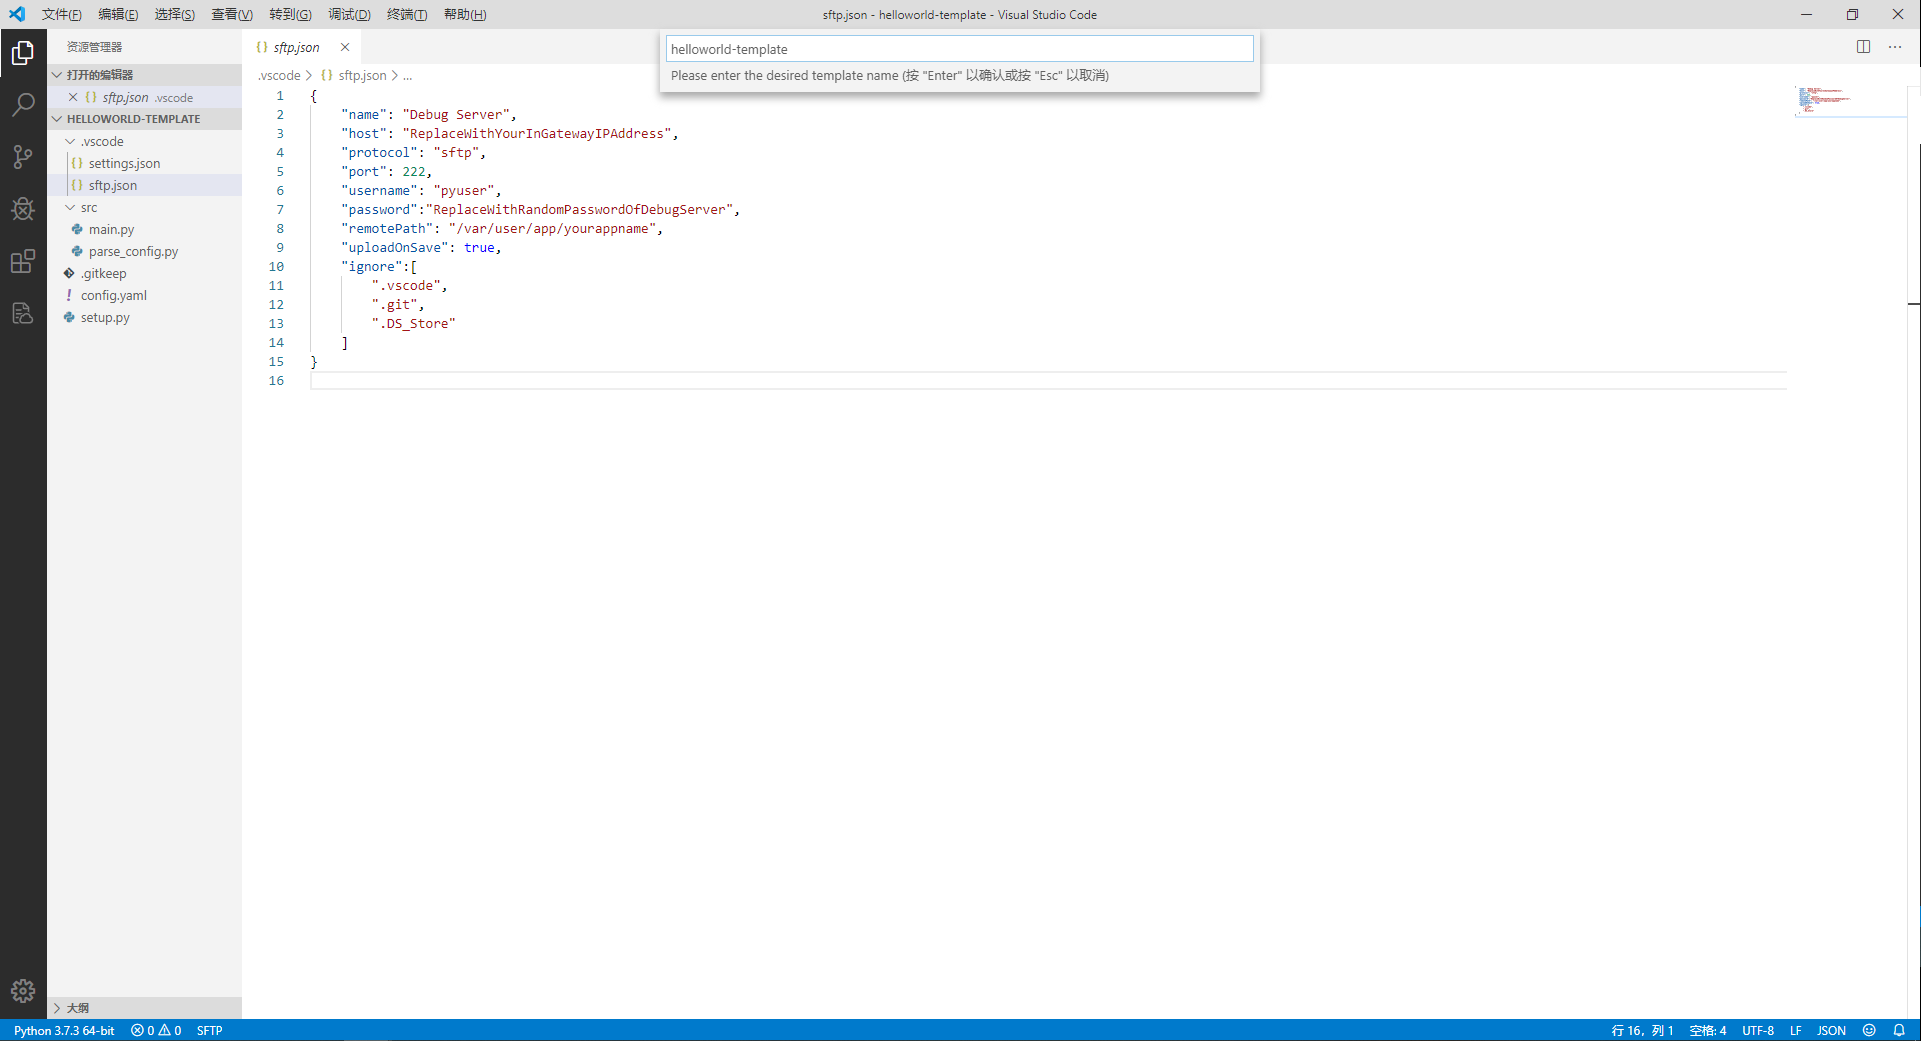 文件(F) 编辑(E) 选择(S) 查看(V) 转到(G) 调试(D) 终端(T) 帮助(H)
sftp.json - helloworld-template - Visual Studio Code
资源管理器
打开的编辑器
sftp.json .vscode
HELLOWORLD-TEMPLATE
.vscode
settings.json
sftp.json
src
main.py
parse_config.py
.gitkeep
config.yaml
setup.py
大纲
sftp.json
helloworld-template
Please enter the desired template name (按 "Enter" 以确认或按 "Esc" 以取消)
.vscode > {} sftp.json > ...
1 {
2 "name": "Debug Server",
3 "host": "ReplaceWithYourInGatewayIPAddress",
4 "protocol": "sftp",
5 "port": 222,
6 "username": "pyuser",
7 "password":"ReplaceWithRandomPasswordOfDebugServer",
8 "remotePath": "/var/user/app/yourappname",
9 "uploadOnSave": true,
10 "ignore":[
11 ".vscode",
12 ".git",
13 ".DS_Store"
14 ]
15 }
16
Python 3.7.3 64-bit 0 0 SFTP
行 16，列 1 空格: 4 UTF-8 LF JSON